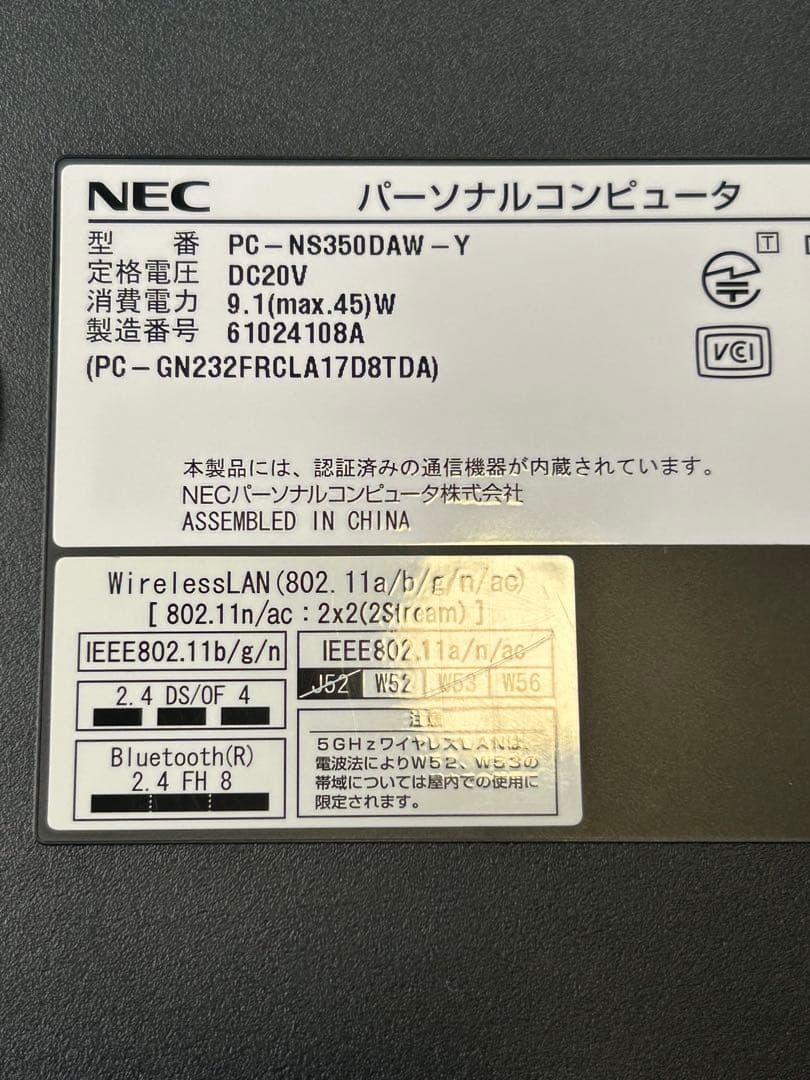 NEC パーソナルコンピュータ
型 番 PC-NS350DAW-Y
定格電圧 DC20V
消費電力 9.1(max.45)W
製造番号 61024108A
(PC-GN232FRCLA17D8TDA)
T
VCI
本製品には、認証済みの通信機器が内蔵されています。
NECパーソナルコンピュータ株式会社
ASSEMBLED IN CHINA
WirelessLAN(802.11a/b/g/n/ac)
[ 802.11n/ac : 2x2(2Stream) ]
IEEE802.11b/g/n
IEEE802.11a/n/ac
J52 W52 W53 W56
2.4 DS/OF 4
注意
Bluetooth(R)
2.4 FH 8
5GHzワイヤレスLANは、
電波法によりW52、W53の
帯域については屋内での使用に
限定されます。